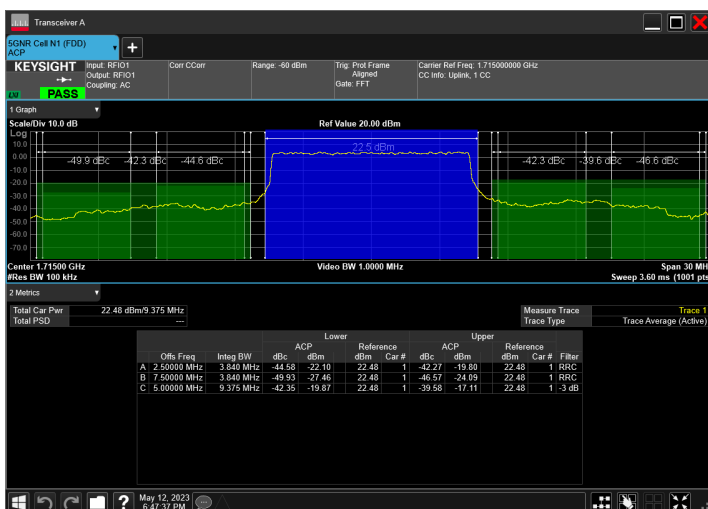 Transceiver A
5GNR Cell N1 (FDD)
ACP
KEYSIGHT
Input: RFIO1
Output: RFIO1
Coupling: AC
Corr CCorr
Range: -60 dBm
Trig: Prot Frame
Aligned
Gate: FFT
Carrier Ref Freq: 1.715000000 GHz
CC Info: Uplink, 1 CC
LXI
PASS
1 Graph
Scale/Div 10.0 dB
Ref Value 20.00 dBm
Log
10.0
0.00
-10.0
-20.0
-30.0
-40.0
-50.0
-60.0
-70.0
-49.9 dBc
-42.3 dBc
-44.6 dBc
22.5 dBm
-42.3 dBc
-39.6 dBc
-46.6 dBc
Center 1.71500 GHz
Video BW 1.0000 MHz
Span 30 MH
#Res BW 100 kHz
Sweep 3.60 ms (1001 pts
2 Metrics
Total Car Pwr 22.48 dBm/9.375 MHz
Total PSD ---
Measure Trace Trace 1
Trace Type Trace Average (Active)
Lower Upper
ACP Reference ACP Reference
Offs Freq Integ BW dBc dBm dBm Car # dBc dBm dBm Car # Filter
A 2.50000 MHz 3.840 MHz -44.58 -22.10 22.48 1 -42.27 -19.80 22.48 1 RRC
B 7.50000 MHz 3.840 MHz -49.93 -27.46 22.48 1 -46.57 -24.09 22.48 1 RRC
C 5.00000 MHz 9.375 MHz -42.35 -19.87 22.48 1 -39.58 -17.11 22.48 1 -3 dB
May 12, 2023
6:47:37 PM